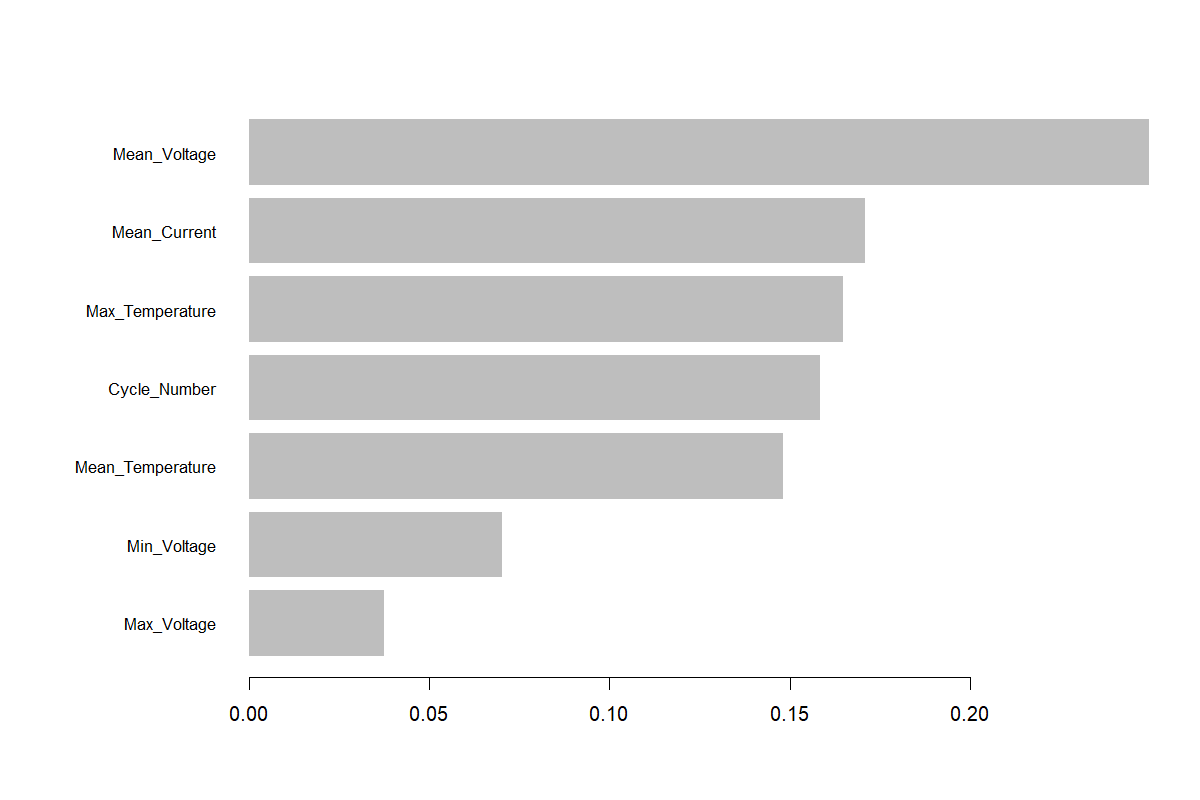 Mean_Voltage
Mean_Current
Max_Temperature
Cycle_Number
Mean_Temperature
Min_Voltage
Max_Voltage
0.00 0.05 0.10 0.15 0.20